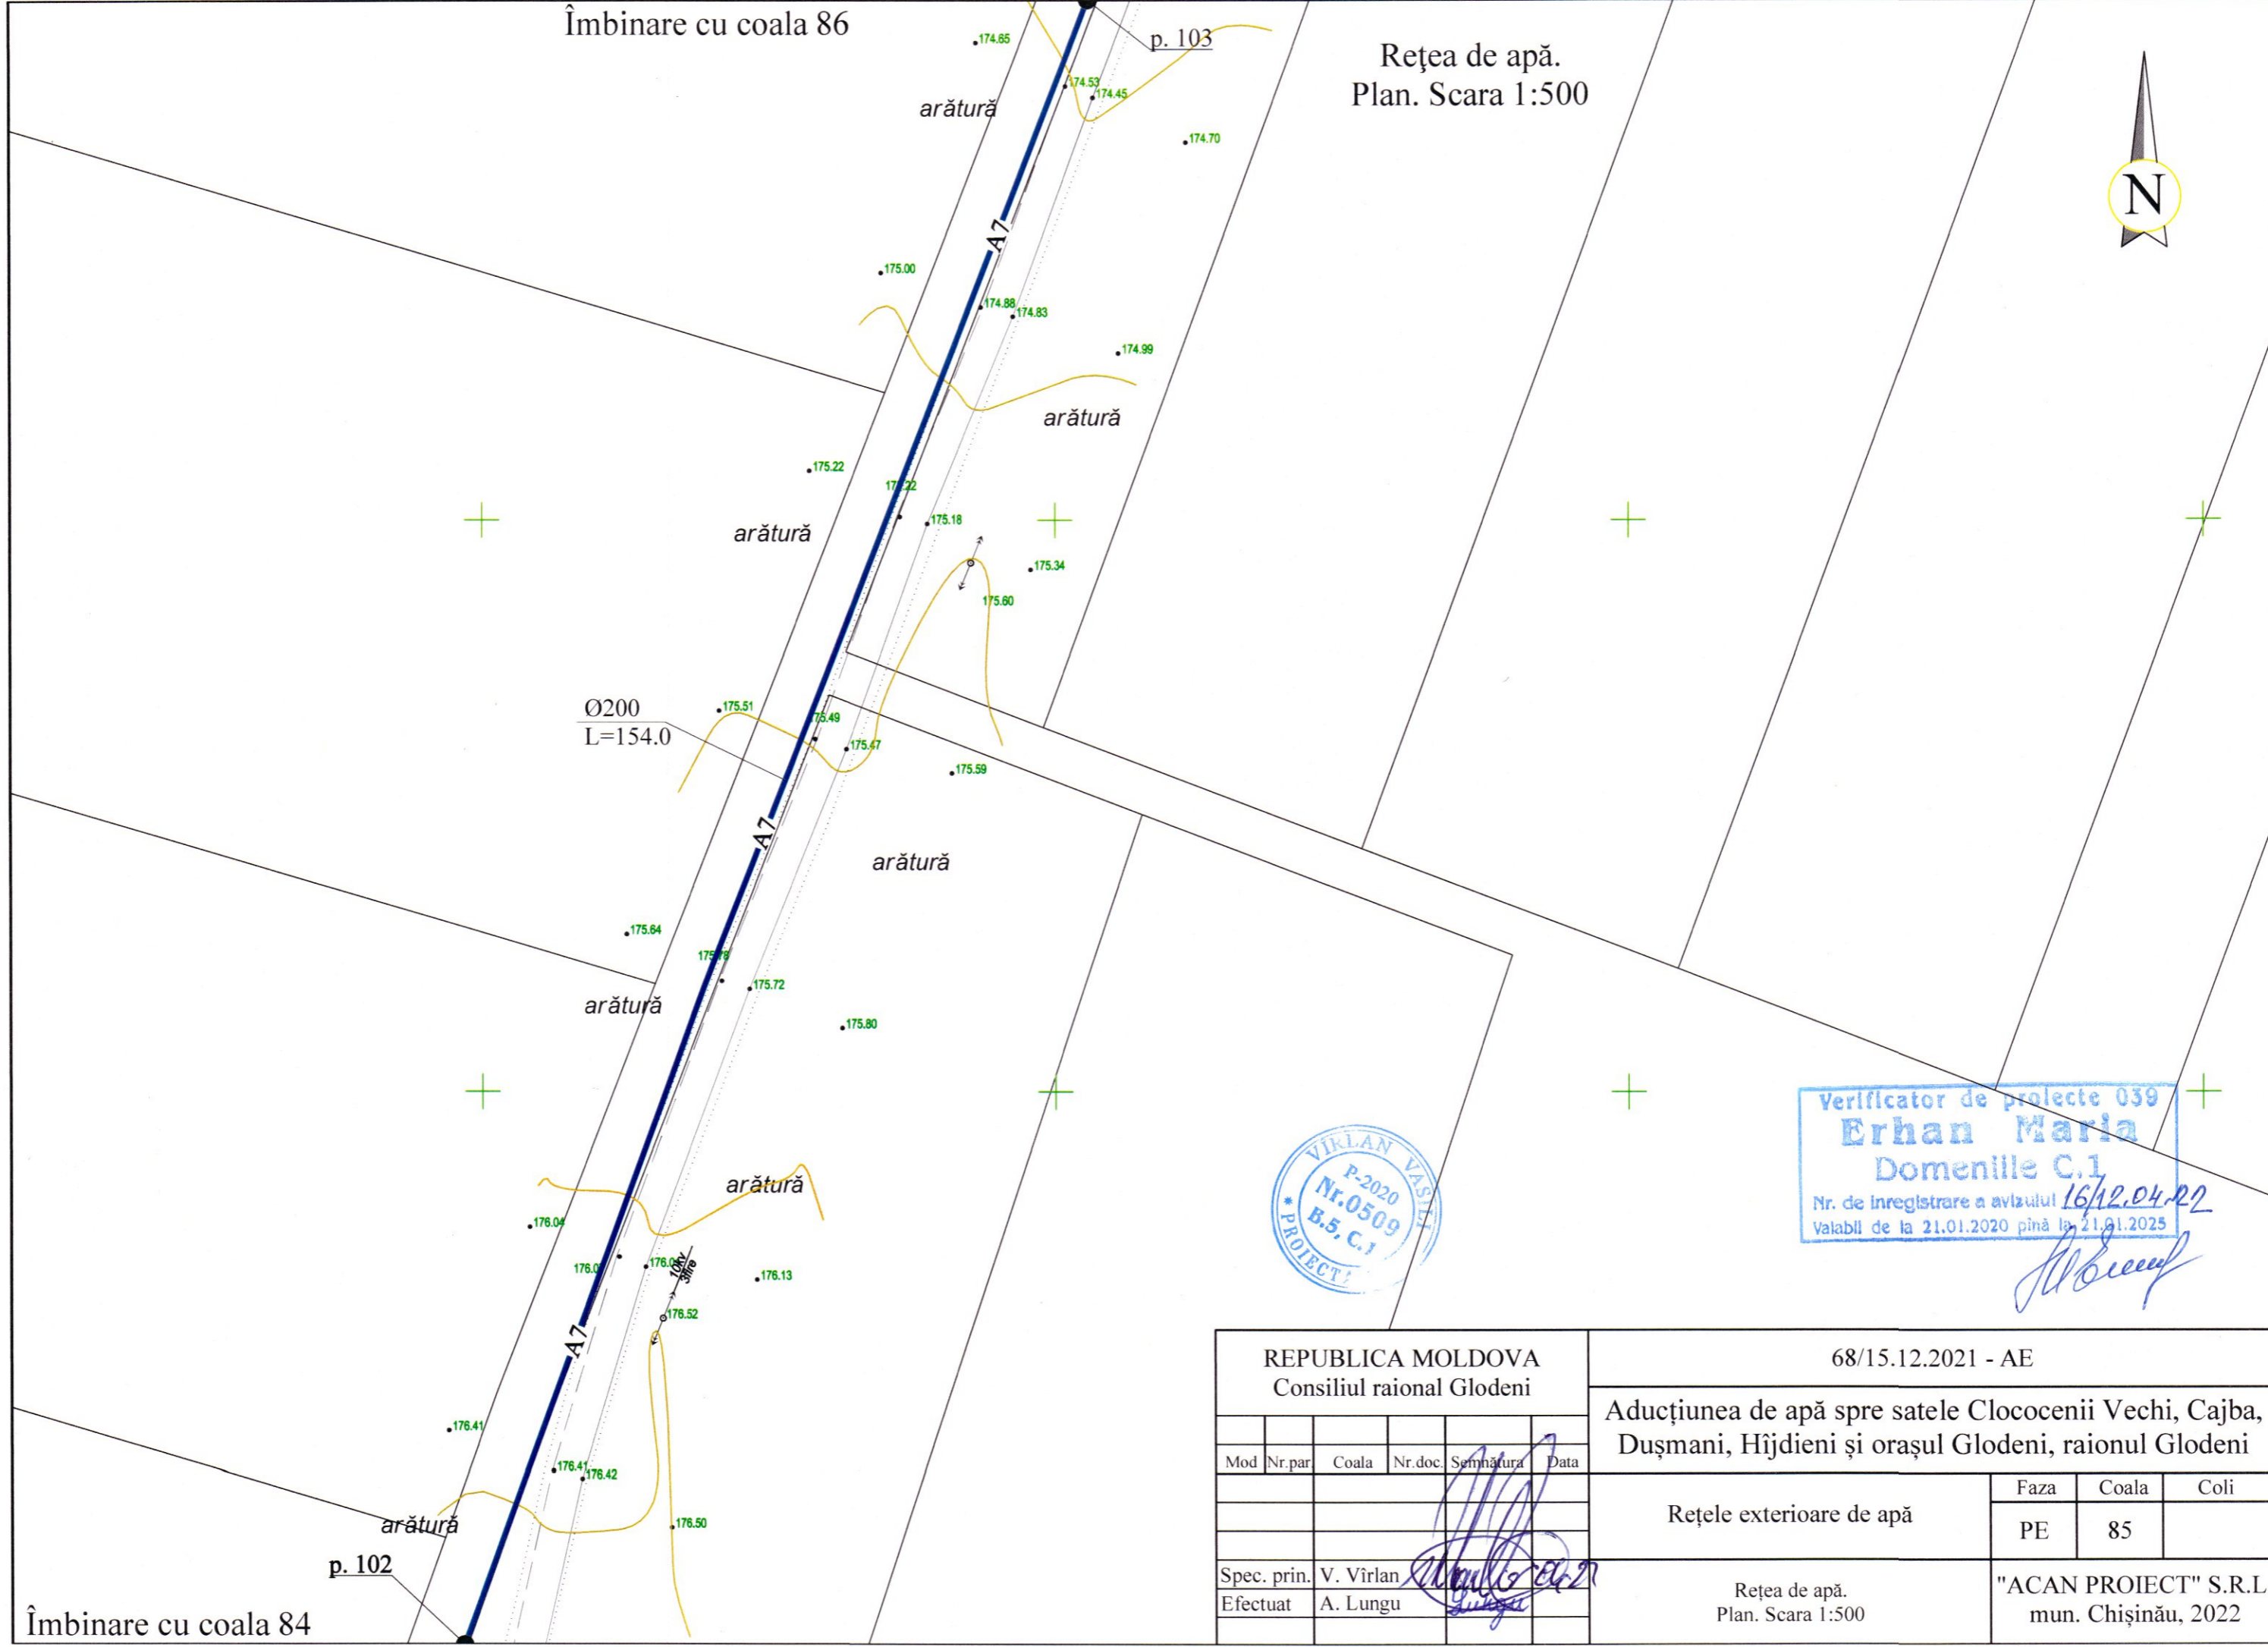 Îmbinare cu coala 86
p. 103
Rețea de apă.
Plan. Scara 1:500
N
174.65
174.53
174.45
arătură
174.70
A7
175.00
174.88
174.83
174.99
arătură
175.22
175.18
arătură
175.34
175.60
Ø200
L=154.0
175.51
175.47
175.59
A7
arătură
175.64
175.72
arătură
175.80
arătură
176.04
10kV
3fire
176.13
176.52
A7
176.41
176.41
176.42
176.50
arătură
p. 102
Îmbinare cu coala 84
VIRLAN VASILI
P-2020
Nr.0509
B.5, C.1
Verificator de proiecte 039
Erhan Maria
Domeniile C.1
Nr. de inregistrare a avizului 16/12.04.22
Valabil de la 21.01.2020 pină la 21.01.2025
REPUBLICA MOLDOVA
Consiliul raional Glodeni
68/15.12.2021 - AE
Aducțiunea de apă spre satele Clococenii Vechi, Cajba,
Dușmani, Hîjdieni și orașul Glodeni, raionul Glodeni
Mod Nr.par. Coala Nr.doc. Semnătura Data
Rețele exterioare de apă
Faza Coala Coli
PE 85
Spec. prin. V. Vîrlan
Efectuat A. Lungu
Rețea de apă.
Plan. Scara 1:500
"ACAN PROIECT" S.R.L
mun. Chișinău, 2022